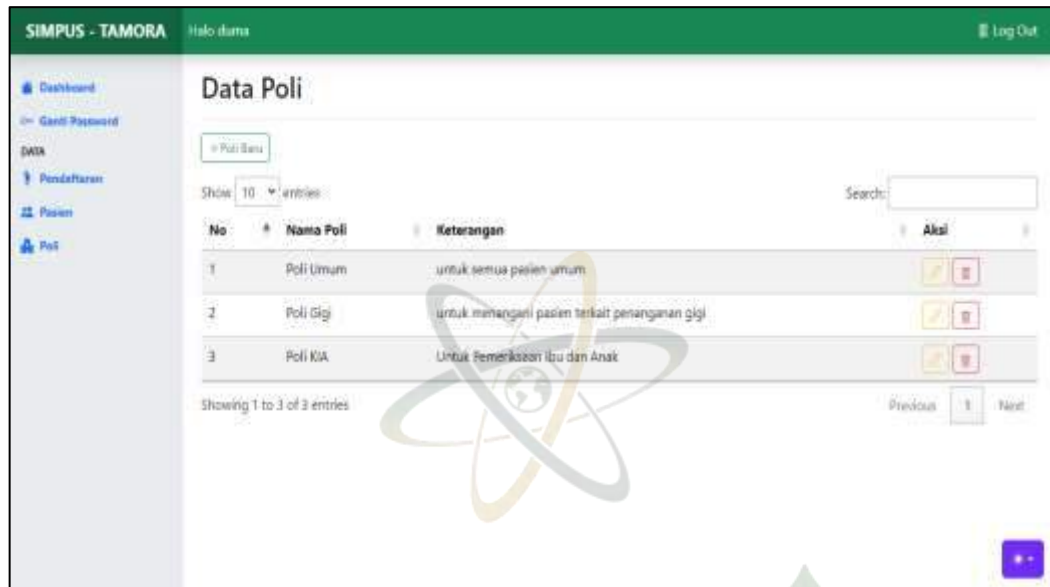 SIMPUS - TAMORA Halo duma Log Out
Dashboard
Ganti Password
DATA
Pendaftaran
Pasien
Poli
Data Poli
+ Poli Baru
Show 10 entries Search:
No Nama Poli Keterangan Aksi
1 Poli Umum untuk semua pasien umum
2 Poli Gigi untuk menangani pasien terkait penanganan gigi
3 Poli KIA Untuk Pemeriksaan Ibu dan Anak
Showing 1 to 3 of 3 entries Previous 1 Next